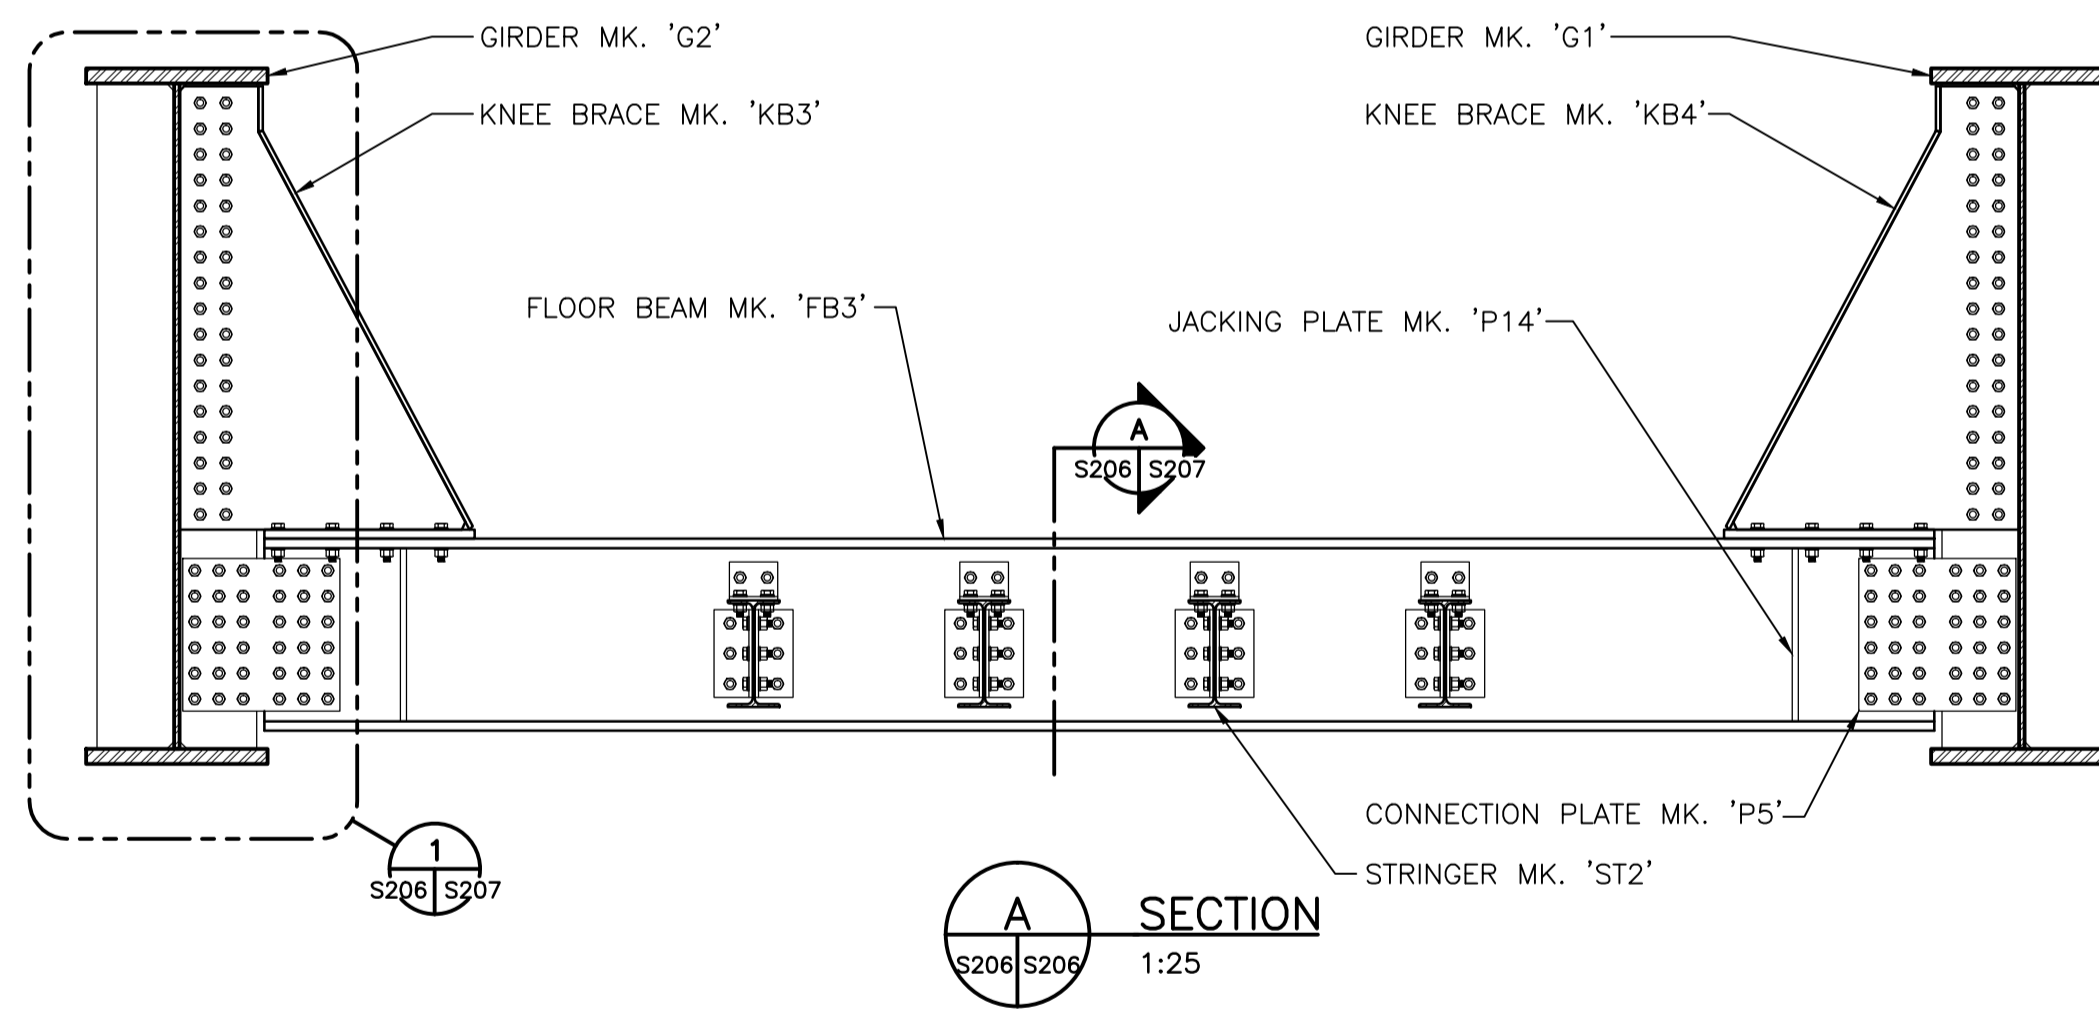 GIRDER MK. 'G2'
GIRDER MK. 'G1'
KNEE BRACE MK. 'KB3'
KNEE BRACE MK. 'KB4'
FLOOR BEAM MK. 'FB3'
JACKING PLATE MK. 'P14'
A
S206 S207
CONNECTION PLATE MK. 'P5'
1
S206 S207
STRINGER MK. 'ST2'
A
SECTION
S206 S206
1:25